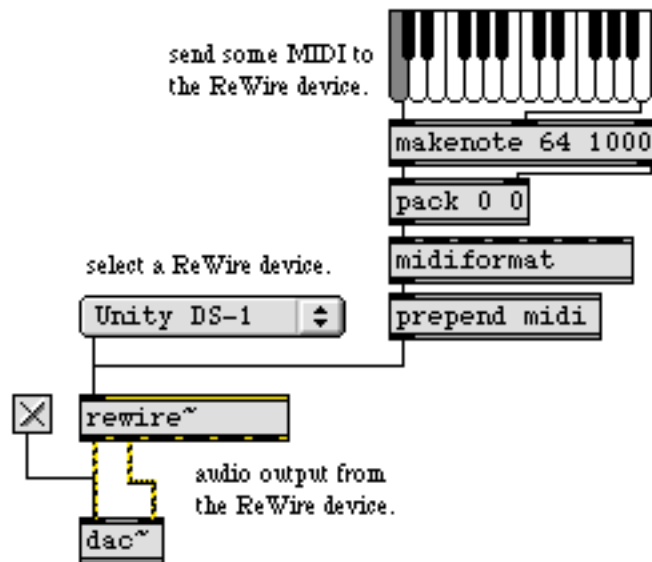 send some MIDI to
the ReWire device.
makenote 64 1000
pack 0 0
midiformat
select a ReWire device.
Unity DS-1
prepend midi
rewire~
audio output from
the ReWire device.
dac~